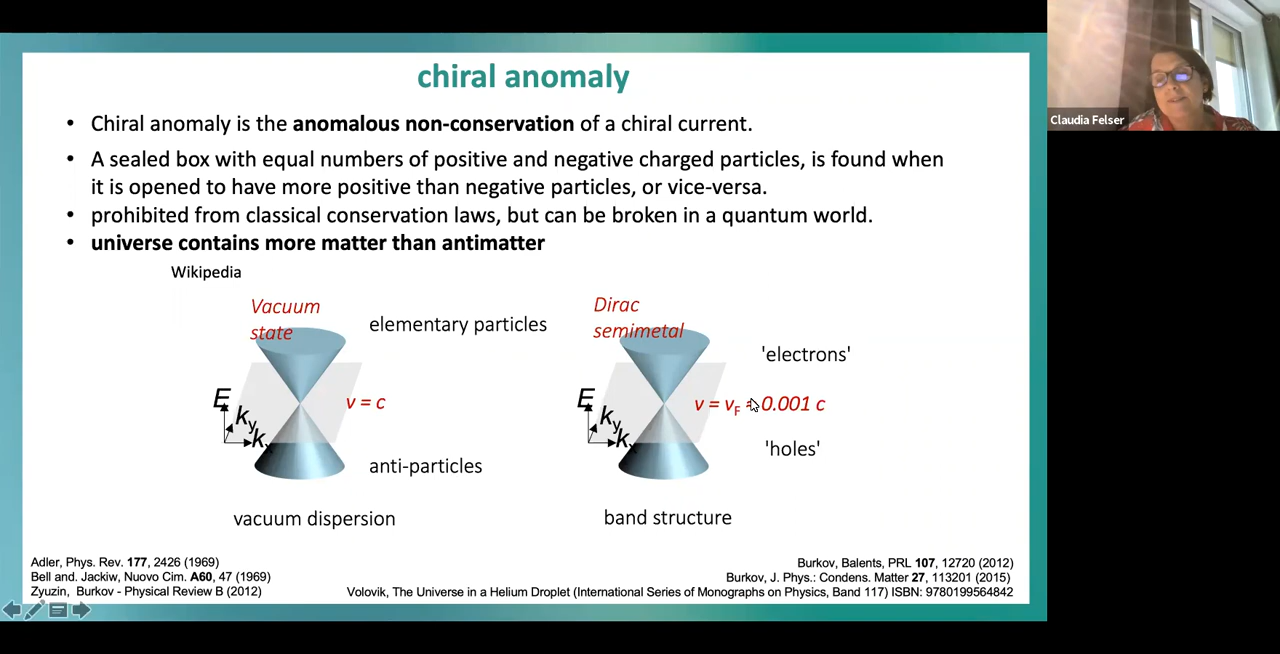 chiral anomaly
Claudia Felser
• Chiral anomaly is the anomalous non-conservation of a chiral current.
• A sealed box with equal numbers of positive and negative charged particles, is found when
it is opened to have more positive than negative particles, or vice-versa.
• prohibited from classical conservation laws, but can be broken in a quantum world.
• universe contains more matter than antimatter
Wikipedia
Vacuum
state
elementary particles
E
ky
v = c
anti-particles
vacuum dispersion
Dirac
semimetal
'electrons'
E
ky
v = vF 0.001 c
'holes'
band structure
Adler, Phys. Rev. 177, 2426 (1969)
Bell and. Jackiw, Nuovo Cim. A60, 47 (1969)
Zyuzin, Burkov - Physical Review B (2012)
Burkov, Balents, PRL 107, 12720 (2012)
Burkov, J. Phys.: Condens. Matter 27, 113201 (2015)
Volovik, The Universe in a Helium Droplet (International Series of Monographs on Physics, Band 117) ISBN: 9780199564842